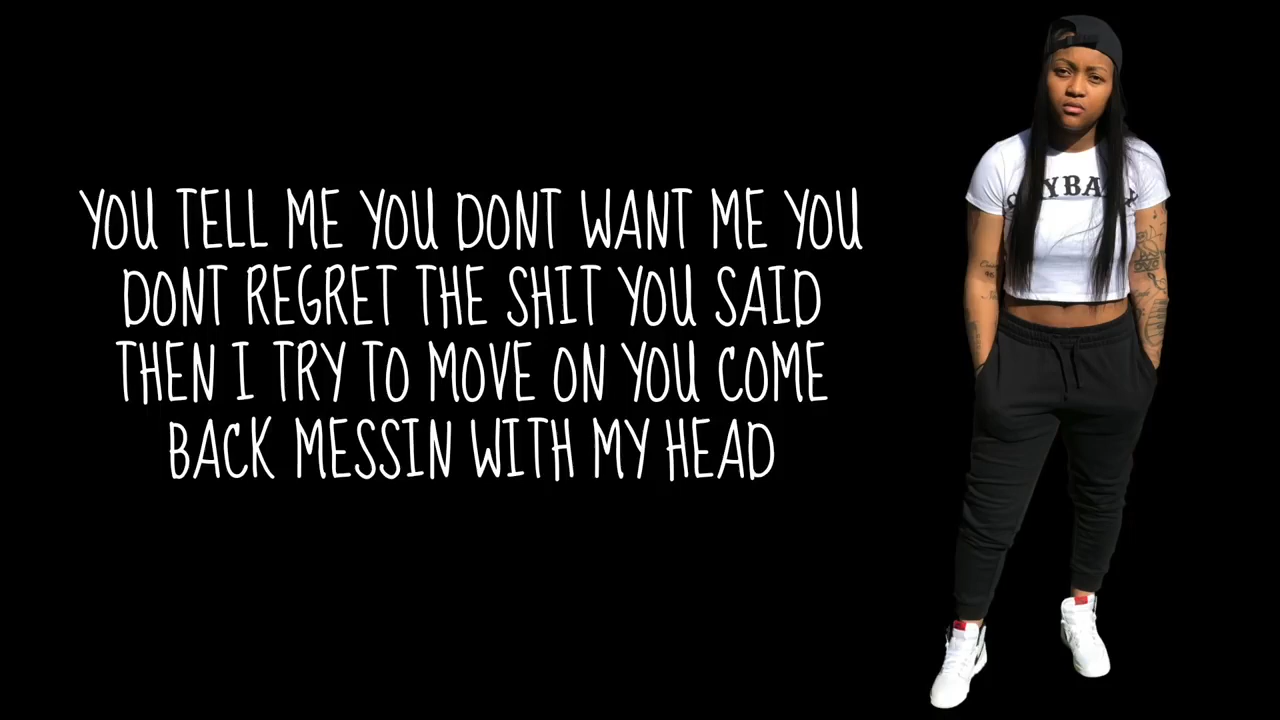 YOU TELL ME YOU DONT WANT ME YOU
DONT REGRET THE SHIT YOU SAID
THEN I TRY TO MOVE ON YOU COME
BACK MESSIN WITH MY HEAD